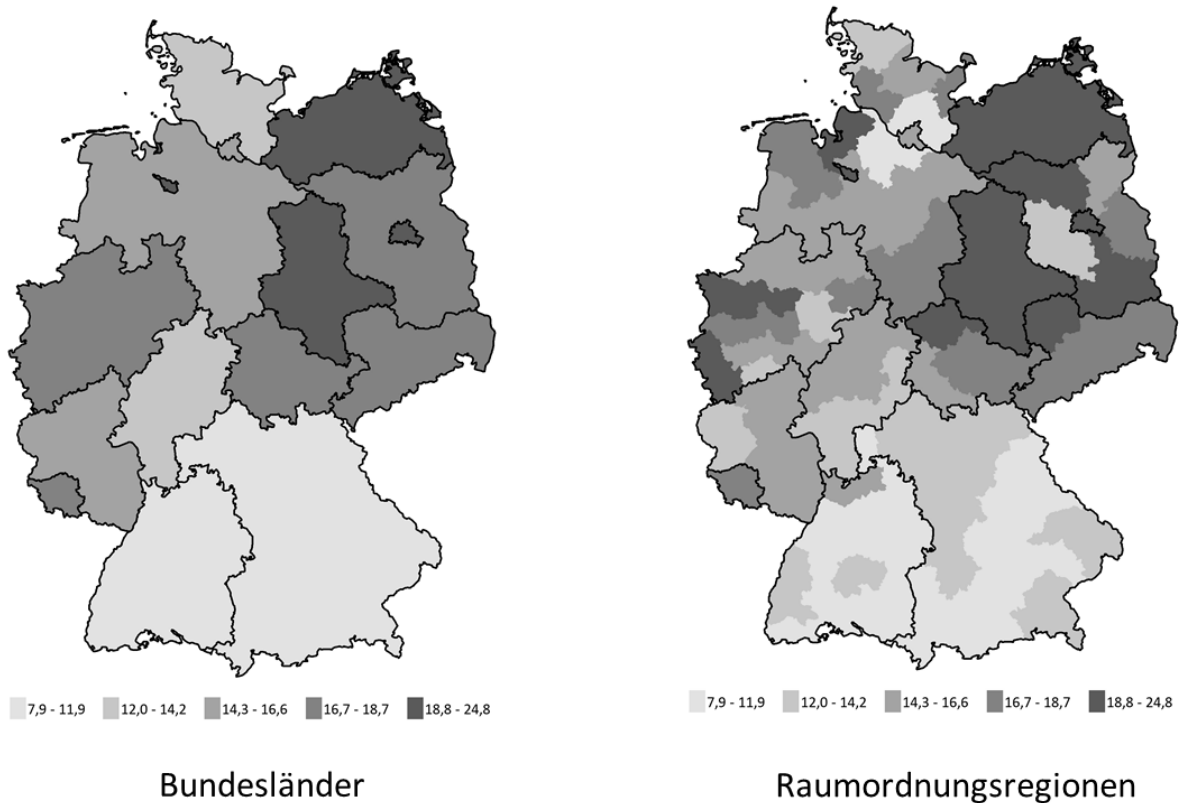 7,9 - 11,9 12,0 - 14,2 14,3 - 16,6 16,7 - 18,7 18,8 - 24,8
7,9 - 11,9 12,0 - 14,2 14,3 - 16,6 16,7 - 18,7 18,8 - 24,8
Bundesländer
Raumordnungsregionen